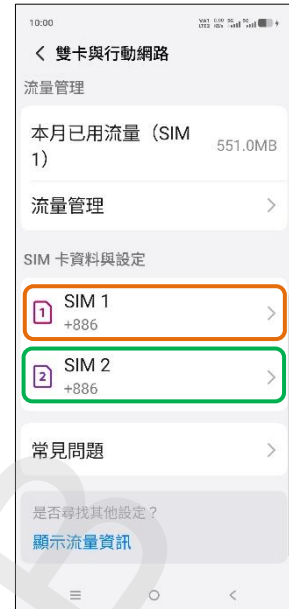 10:00
雙卡與行動網路
流量管理
本月已用流量（SIM
1）
551.0MB
流量管理
SIM 卡資料與設定
1
SIM 1
+886
2
SIM 2
+886
常見問題
是否尋找其他設定？
顯示流量資訊